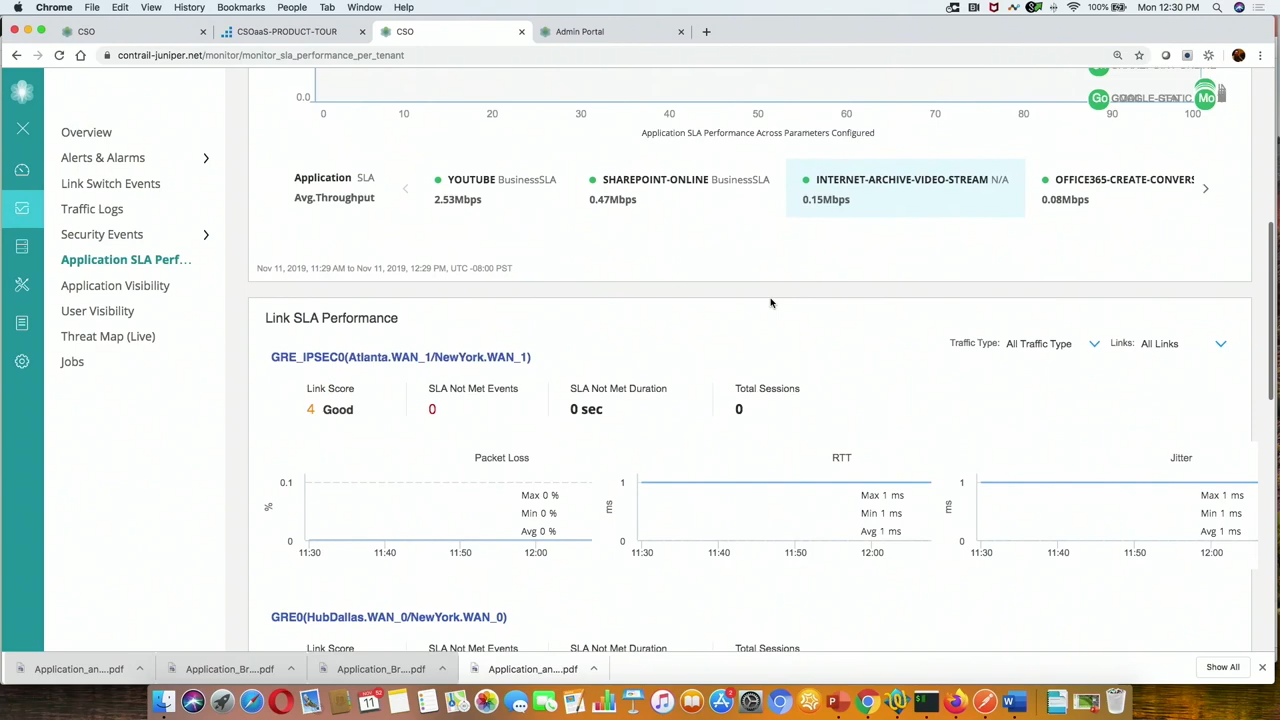 Chrome File Edit View History Bookmarks People Tab Window Help
100% Mon 12:30 PM
CSO
CSOaaS-PRODUCT-TOUR
CSO
Admin Portal
contrail-juniper.net/monitor/monitor_sla_performance_per_tenant
Overview
Alerts & Alarms
Link Switch Events
Traffic Logs
Security Events
Application SLA Perf...
Application Visibility
User Visibility
Threat Map (Live)
Jobs
0.0
Go
Mo
0 10 20 30 40 50 60 70 80 90 100
Application SLA Performance Across Parameters Configured
Application SLA
Avg.Throughput
YOUTUBE BusinessSLA
2.53Mbps
SHAREPOINT-ONLINE BusinessSLA
0.47Mbps
INTERNET-ARCHIVE-VIDEO-STREAM N/A
0.15Mbps
OFFICE365-CREATE-CONVERS
0.08Mbps
Nov 11, 2019, 11:29 AM to Nov 11, 2019, 12:29 PM, UTC -08:00 PST
Link SLA Performance
Traffic Type: All Traffic Type Links: All Links
GRE_IPSEC0(Atlanta.WAN_1/NewYork.WAN_1)
Link Score SLA Not Met Events SLA Not Met Duration Total Sessions
4 Good 0 0 sec 0
Packet Loss
0.1
%
0
Max 0 %
Min 0 %
Avg 0 %
11:30 11:40 11:50 12:00
RTT
1
ms
0
Max 1 ms
Min 1 ms
Avg 1 ms
11:30 11:40 11:50 12:00
Jitter
1
ms
0
Max 1 ms
Min 1 ms
Avg 1 ms
11:30 11:40 11:50 12:00
GRE0(HubDallas.WAN_0/NewYork.WAN_0)
Link Score SLA Not Met Events SLA Not Met Duration Total Sessions
Application_an....pdf
Application_Br....pdf
Application_Br....pdf
Application_an....pdf
Show All